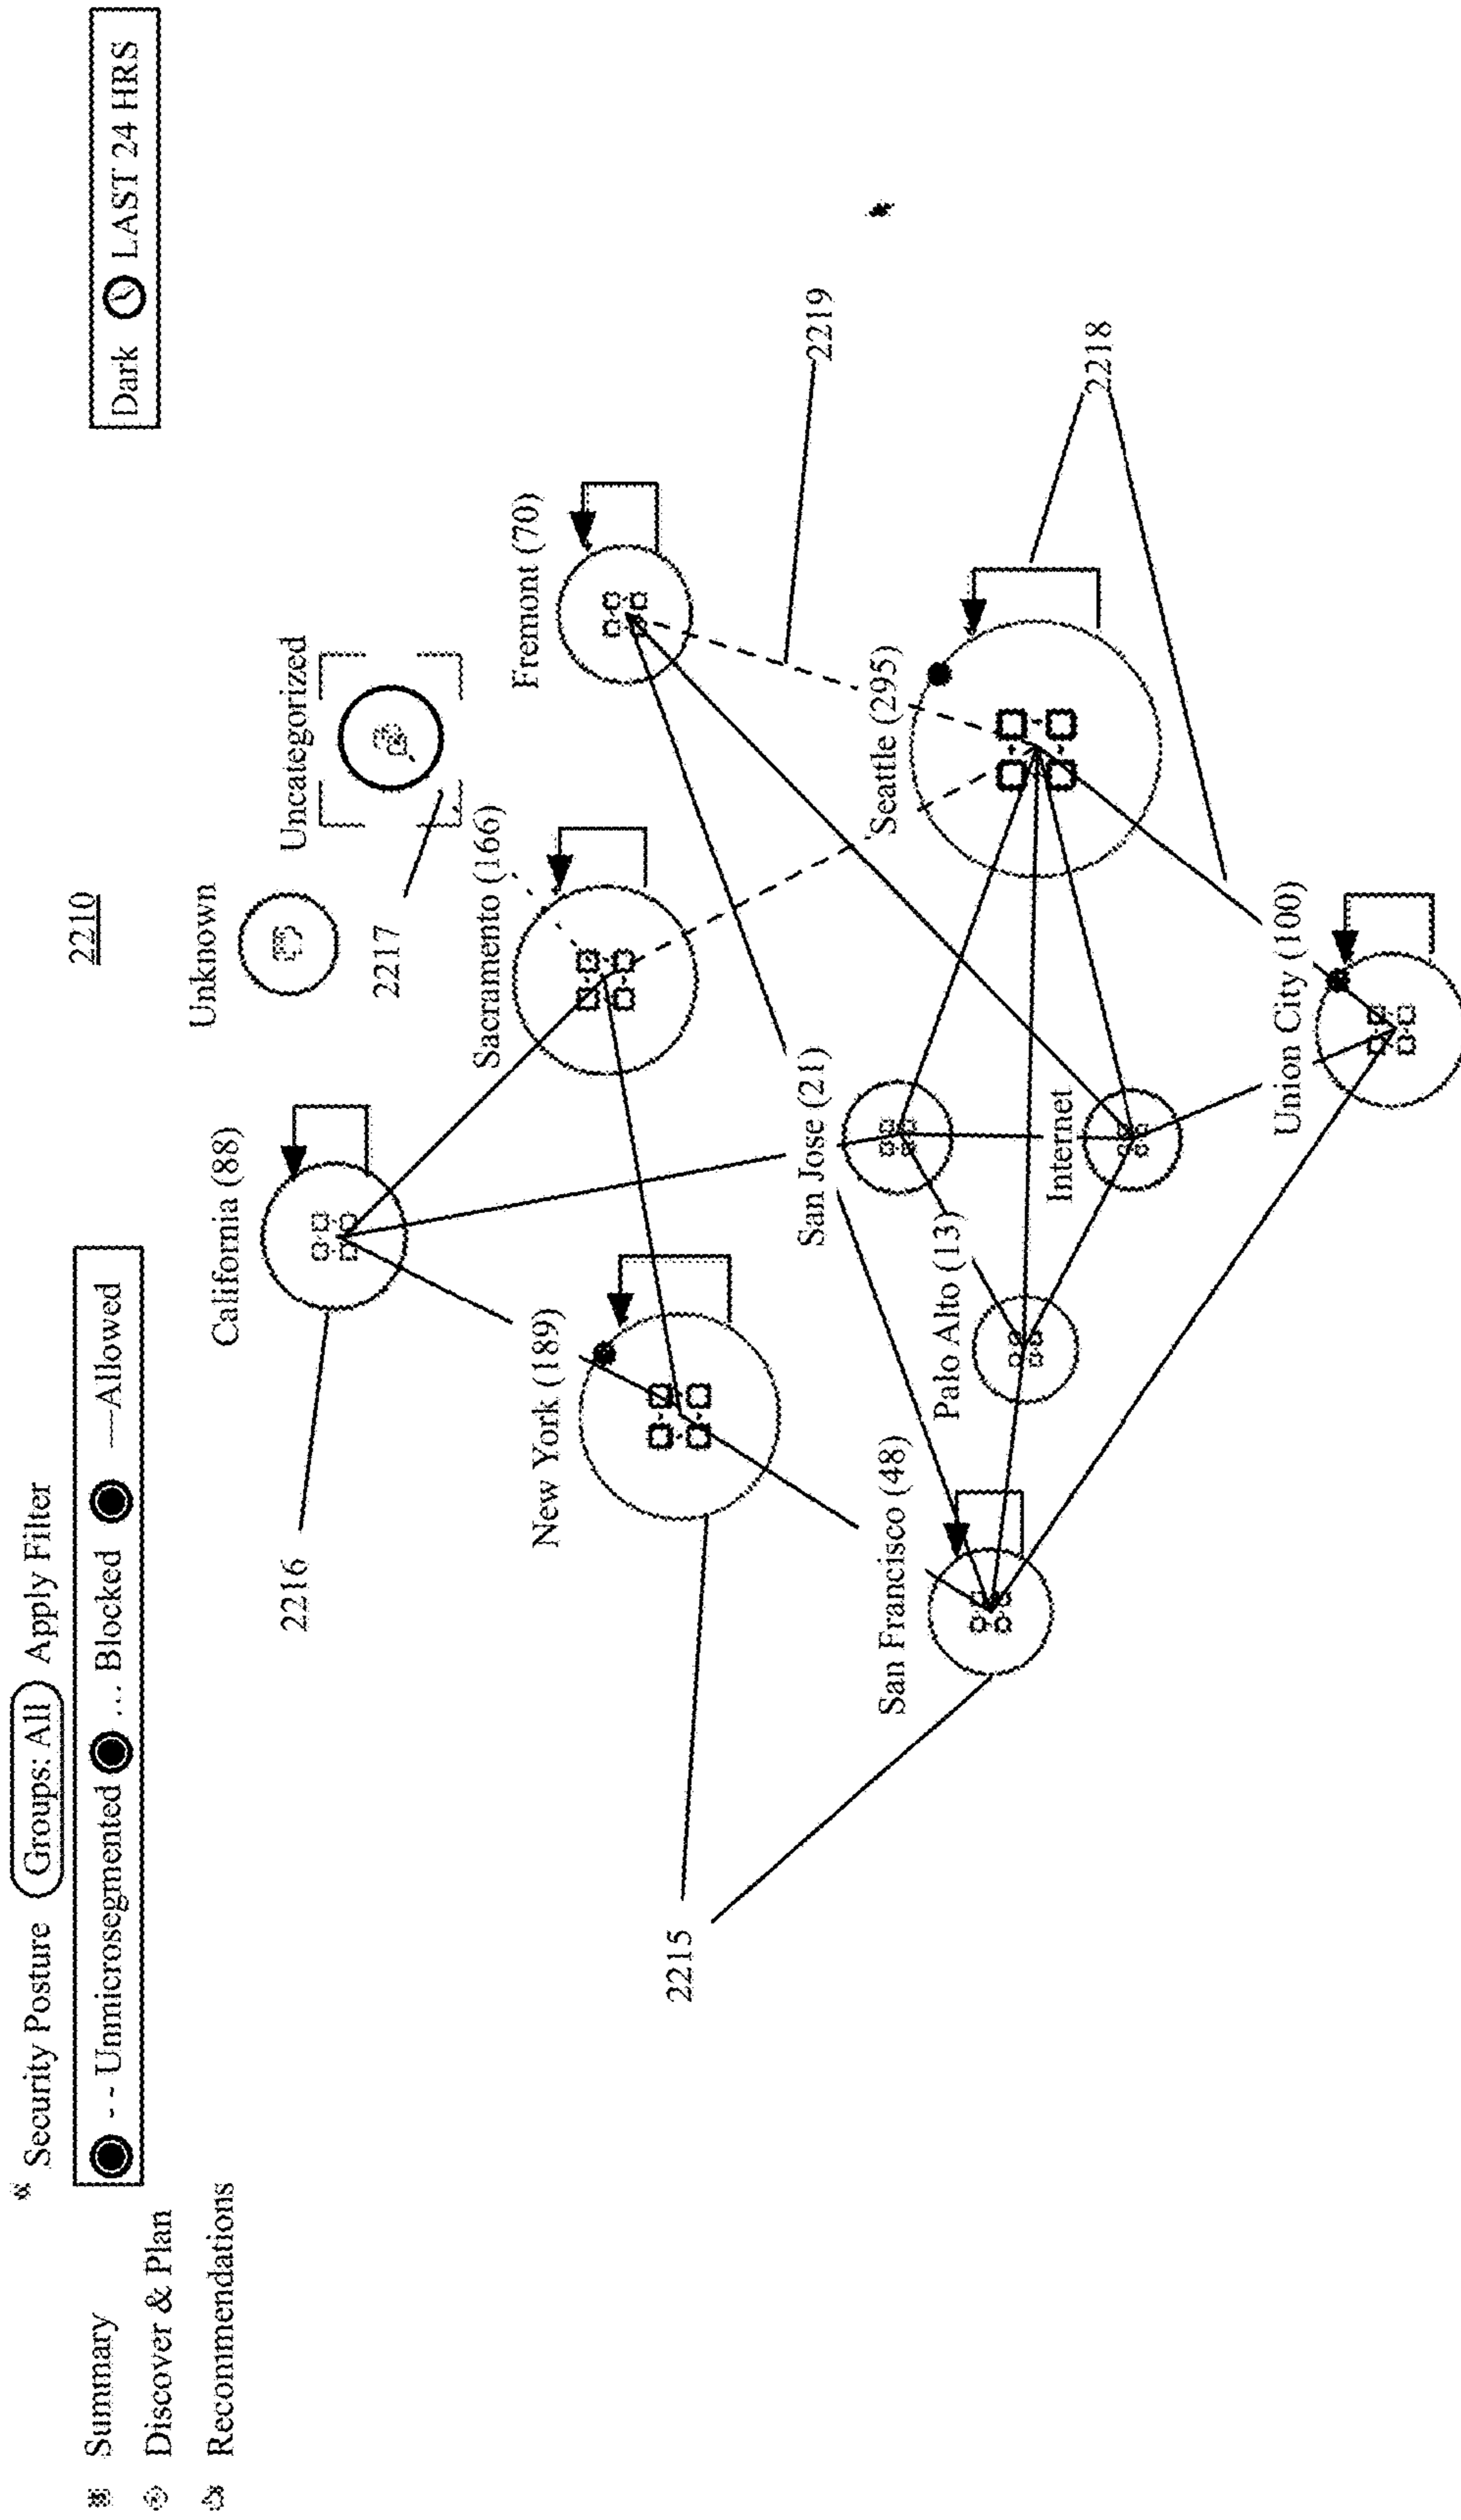 2210
Security Posture Groups: All Apply Filter
- - Unmicrosegmented ... Blocked —Allowed
Dark LAST 24 HRS
Summary
Discover & Plan
Recommendations
Unknown
California (88)
Uncategorized
2216
2217
Sacramento (166)
Fremont (70)
New York (189)
2215
San Jose (21)
2219
San Francisco (48)
Seattle (295)
Palo Alto (13)
Internet
2218
Union City (100)